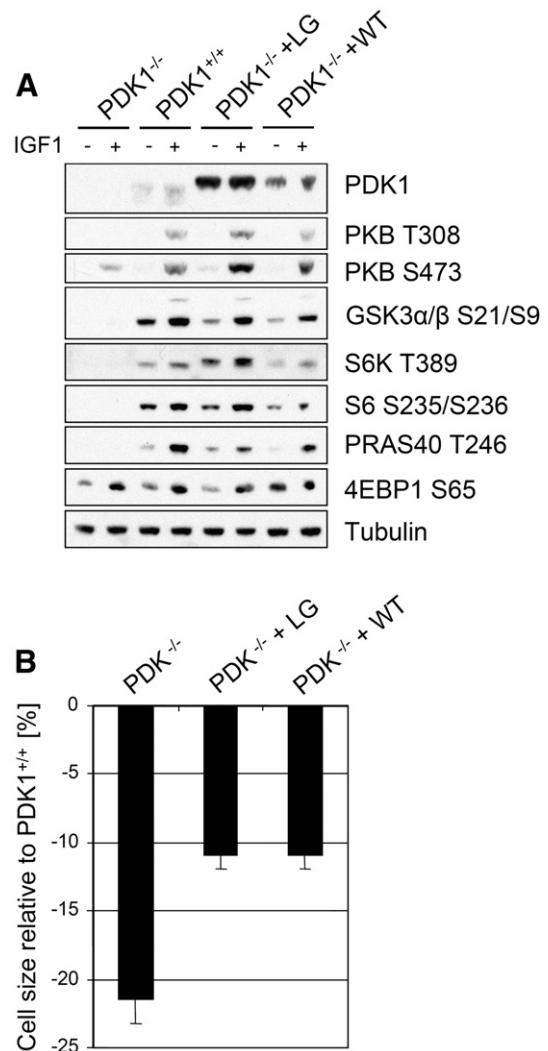 A
PDK1-/- PDK1+/+ PDK1-/- +LG PDK1-/- +WT
IGF1 - + - + - + - +
PDK1
PKB T308
PKB S473
GSK3α/β S21/S9
S6K T389
S6 S235/S236
PRAS40 T246
4EBP1 S65
Tubulin
B
PDK-/- PDK-/- + LG PDK-/- + WT
Cell size relative to PDK1+/+ [%]
0
-5
-10
-15
-20
-25